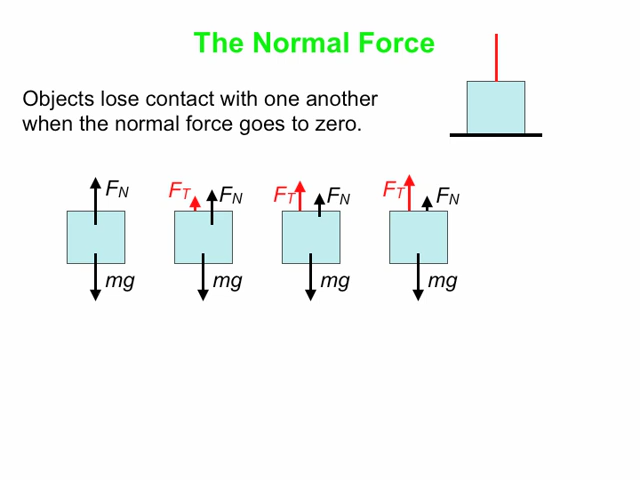 The Normal Force
Objects lose contact with one another
when the normal force goes to zero.
FN
FT FN
FT FN
FT FN
mg
mg
mg
mg